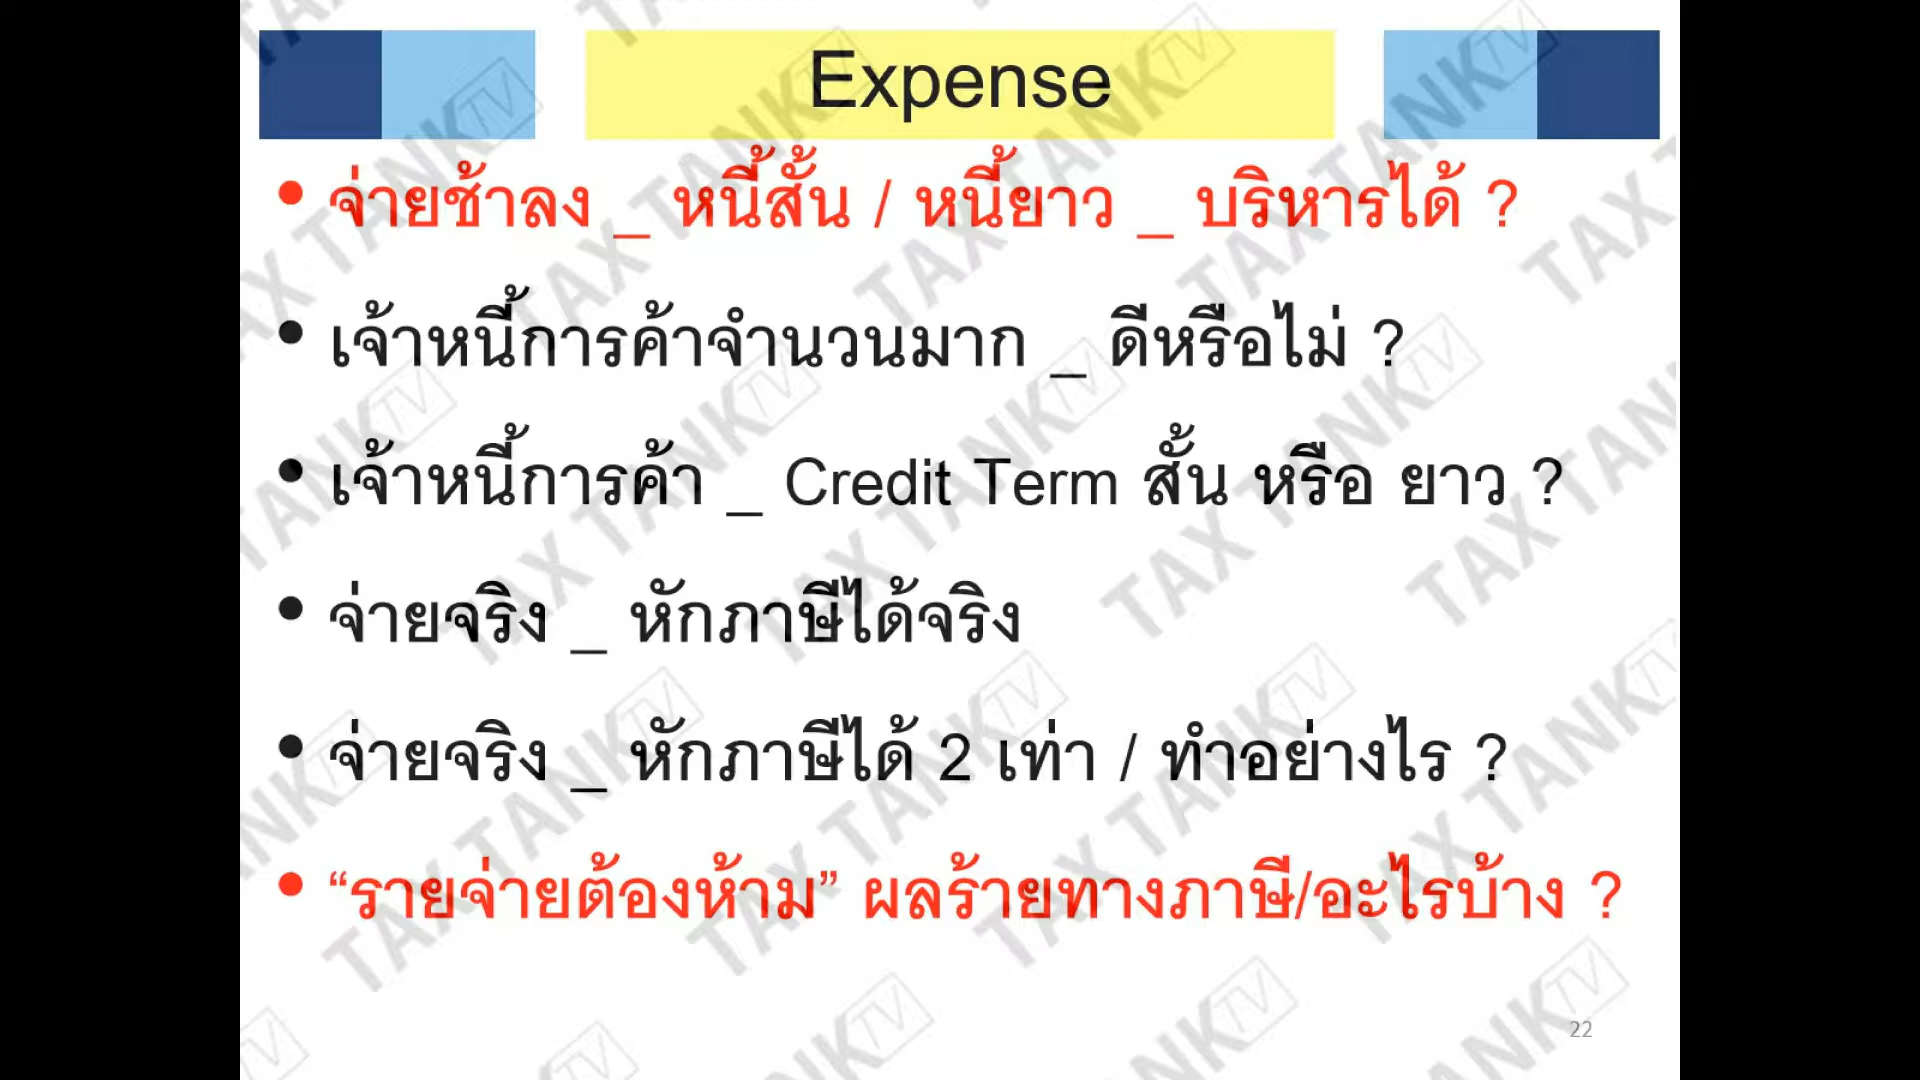 Expense
• จ่ายช้าลง _ หนี้สั้น / หนี้ยาว _ บริหารได้ ?
• เจ้าหนี้การค้าจำนวนมาก _ ดีหรือไม่ ?
• เจ้าหนี้การค้า _ Credit Term สั้น หรือ ยาว ?
• จ่ายจริง _ หักภาษีได้จริง
• จ่ายจริง _ หักภาษีได้ 2 เท่า / ทำอย่างไร ?
• “รายจ่ายต้องห้าม” ผลร้ายทางภาษี/อะไรบ้าง ?
22
TAX TANK TV